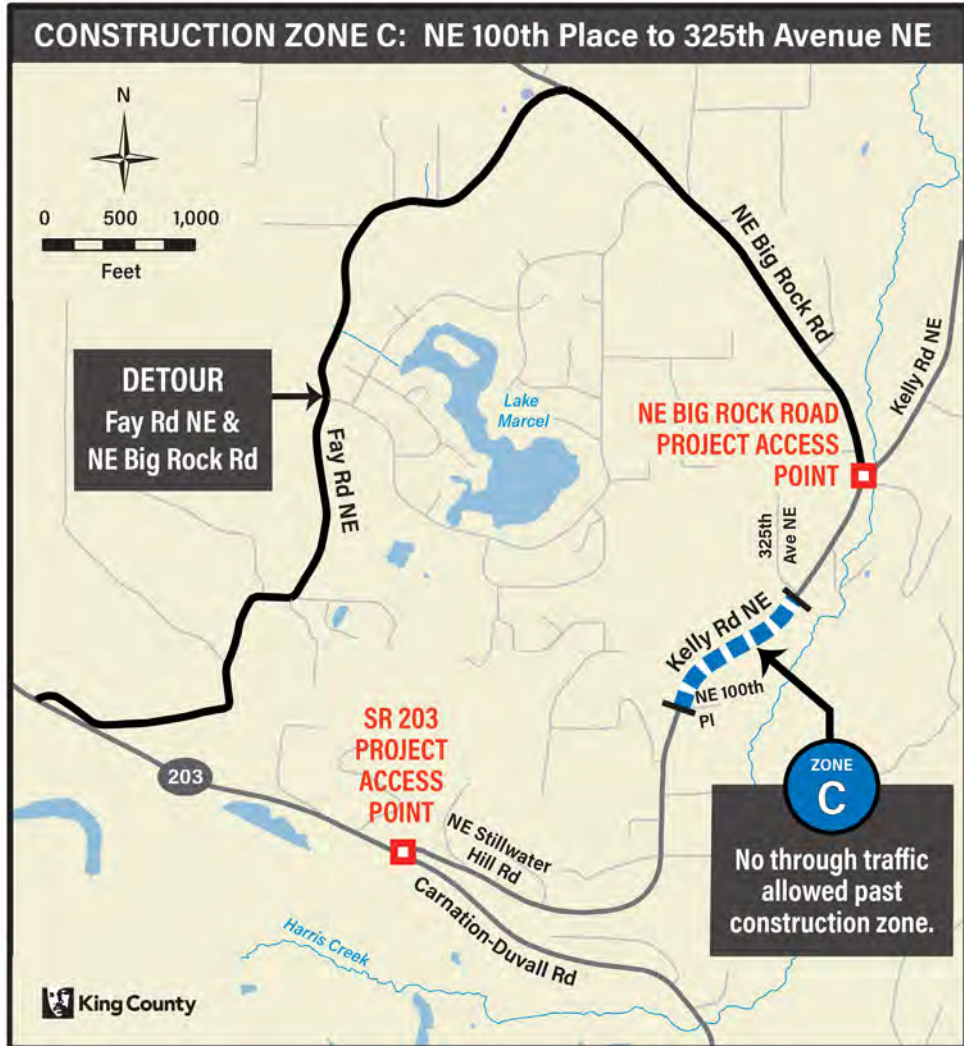 CONSTRUCTION ZONE C: NE 100th Place to 325th Avenue NE
N
0 500 1,000
Feet
NE Big Rock Rd
Kelly Rd NE
DETOUR
Fay Rd NE &
NE Big Rock Rd
Lake
Marcel
Fay Rd NE
NE BIG ROCK ROAD
PROJECT ACCESS
POINT
325th
Ave NE
Kelly Rd NE
NE 100th
Pl
SR 203
PROJECT
ACCESS
POINT
203
NE Stillwater
Hill Rd
Carnation-Duvall Rd
ZONE
C
No through traffic
allowed past
construction zone.
Harris Creek
King County